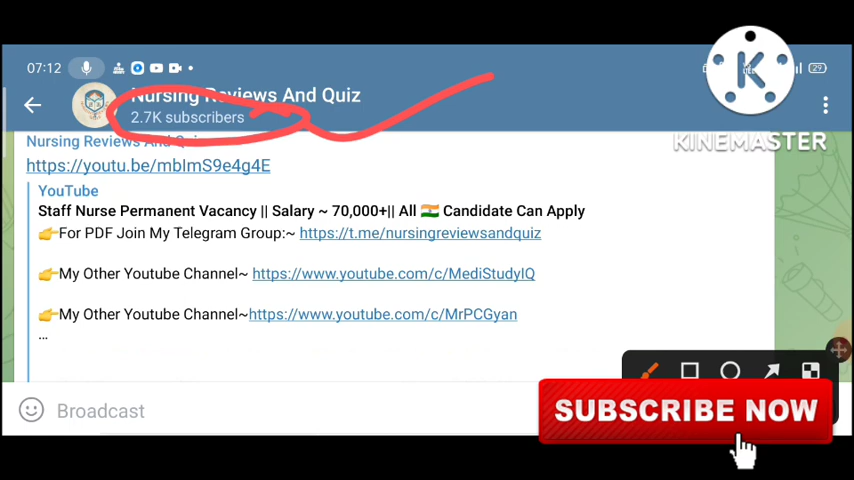 07:12
29
Nursing Reviews And Quiz
2.7K subscribers
KINEMASTER
Nursing Reviews And Quiz
https://youtu.be/mbImS9e4g4E
YouTube
Staff Nurse Permanent Vacancy || Salary ~ 70,000+|| All 🇮🇳 Candidate Can Apply
👉For PDF Join My Telegram Group:~ https://t.me/nursingreviewsandquiz
👉My Other Youtube Channel~ https://www.youtube.com/c/MediStudyIQ
👉My Other Youtube Channel~https://www.youtube.com/c/MrPCGyan
...
Broadcast
SUBSCRIBE NOW